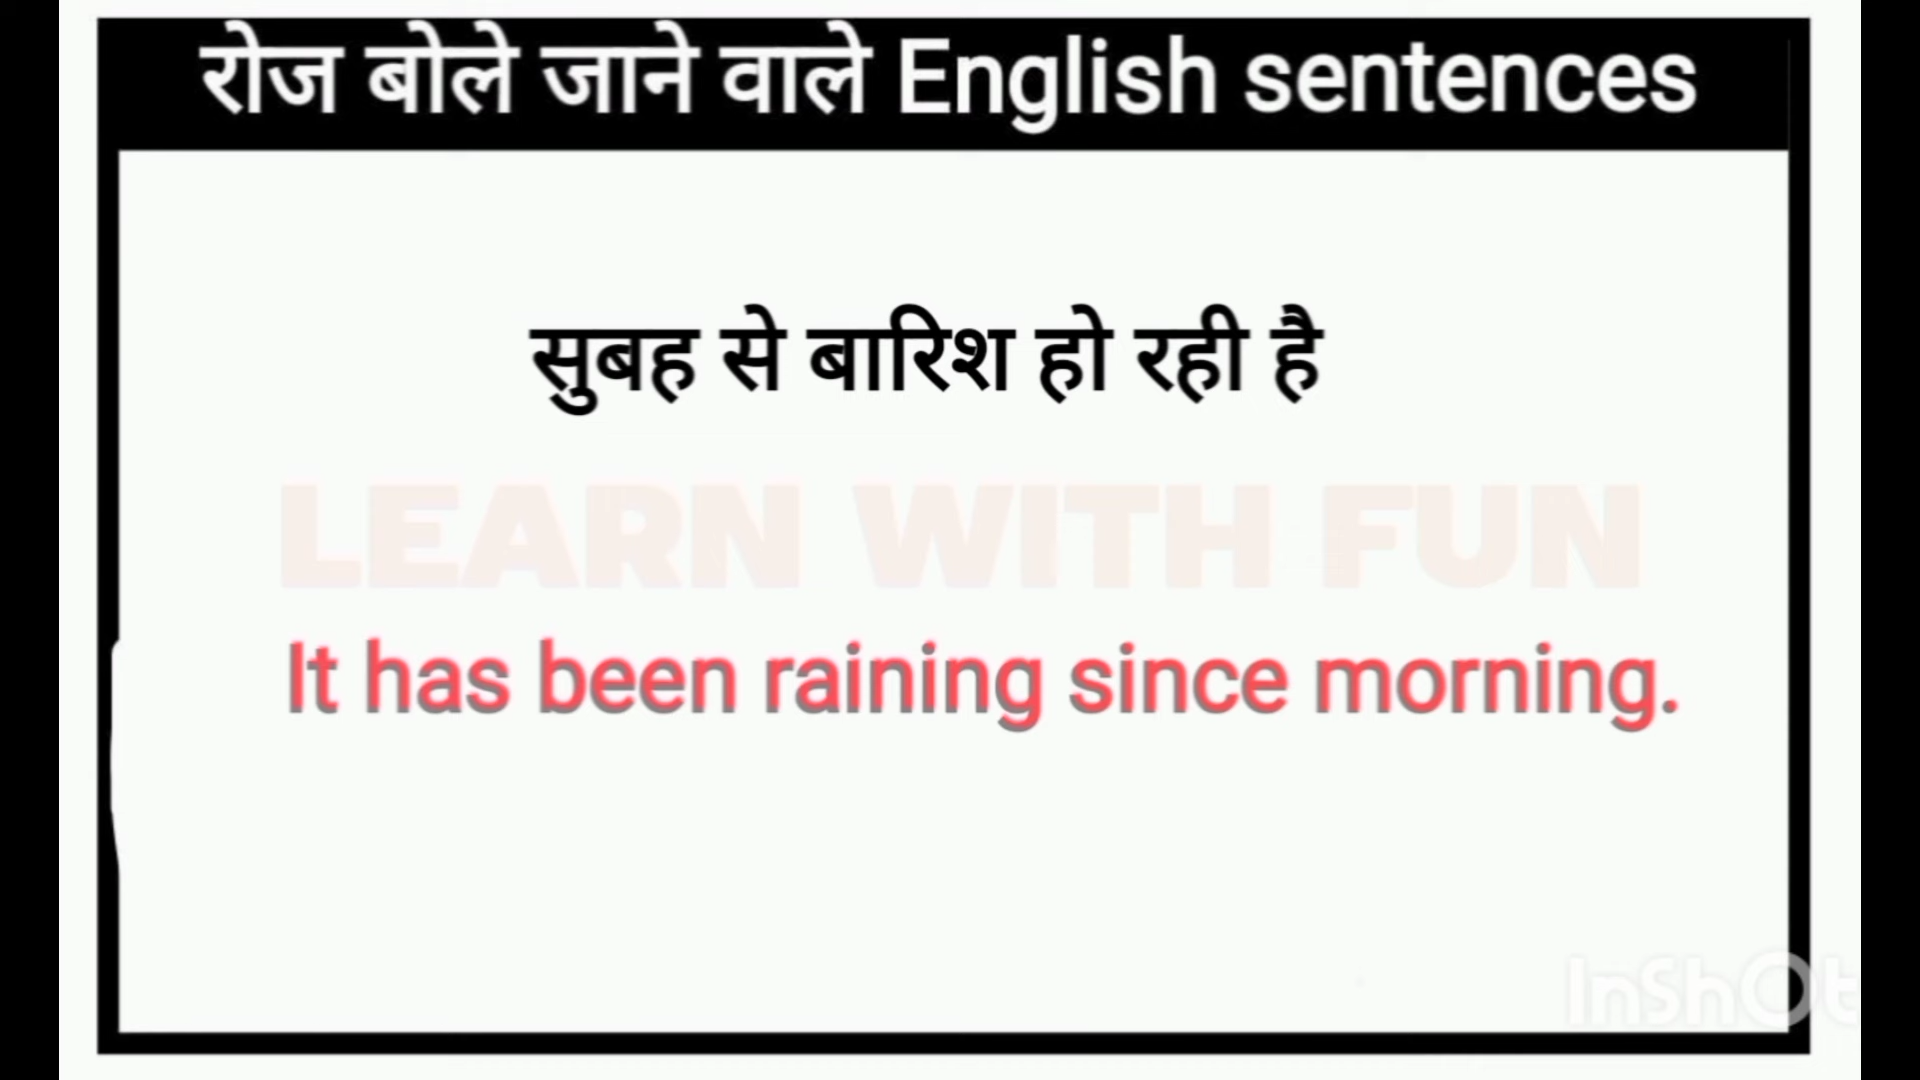 रोज बोले जाने वाले English sentences
सुबह से बारिश हो रही है
LEARN WITH FUN
It has been raining since morning.
InShOt